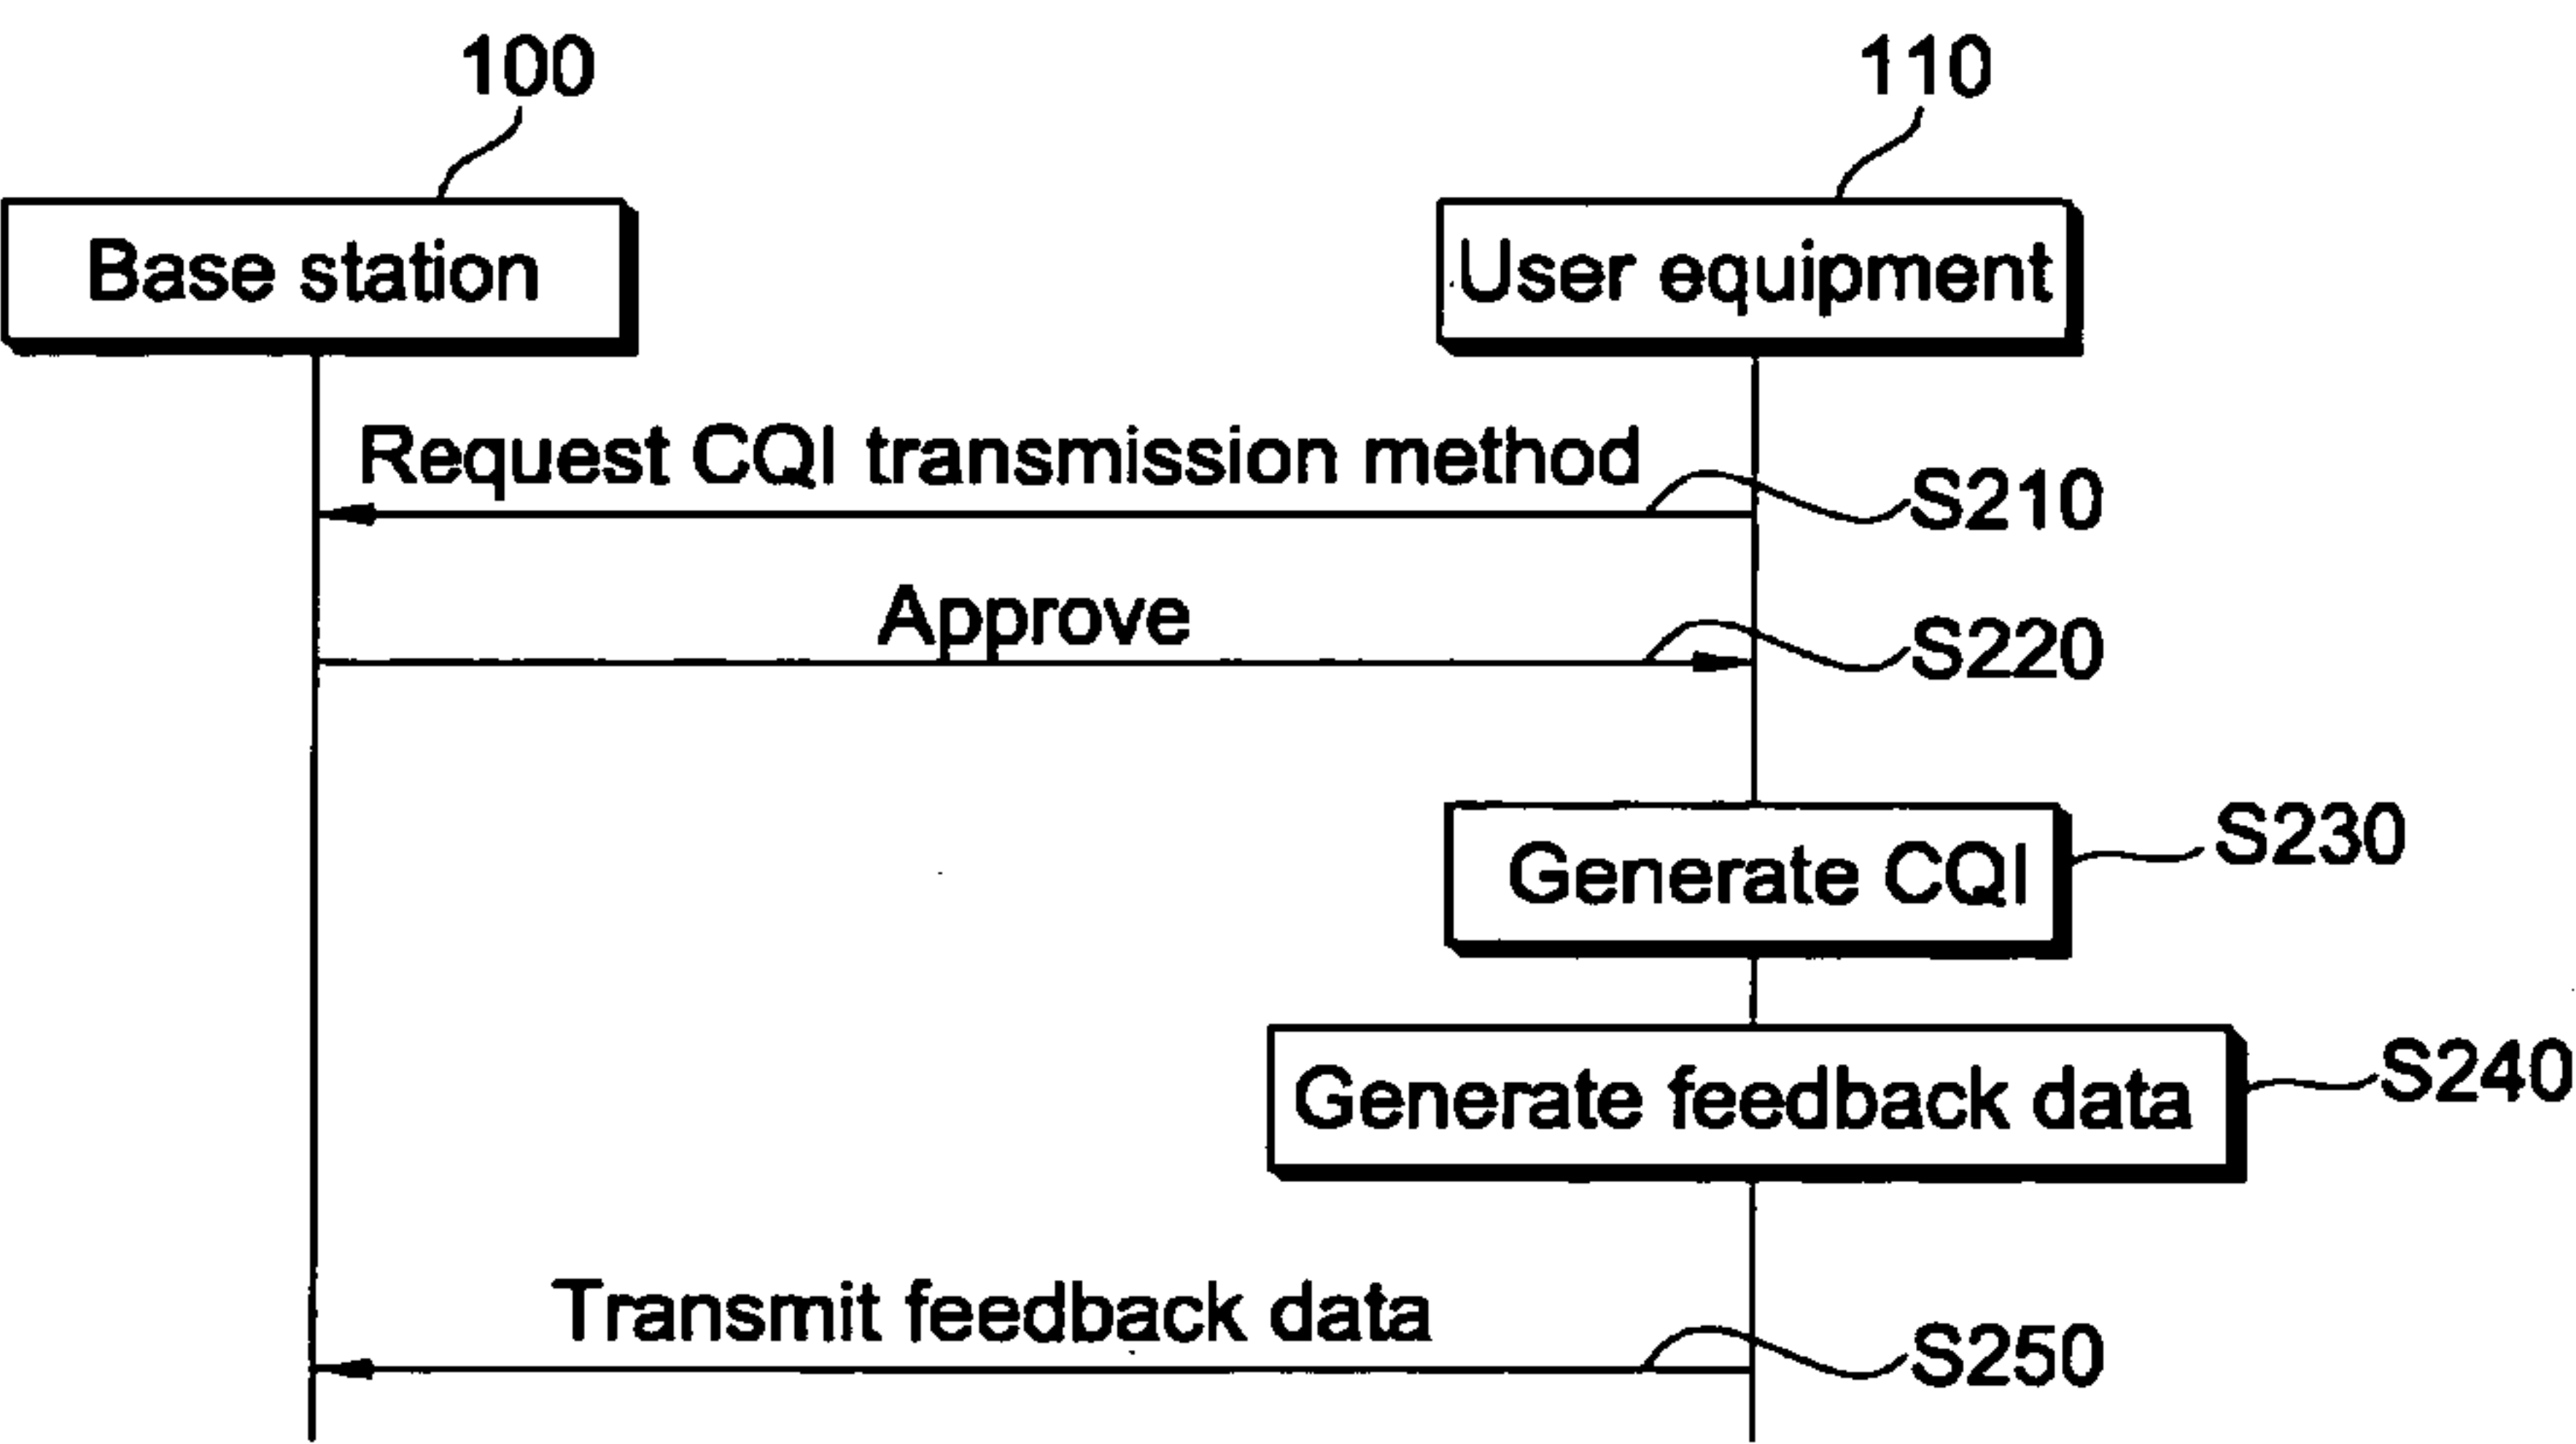 100
110
Base station
User equipment
Request CQI transmission method
S210
Approve
S220
Generate CQI
S230
Generate feedback data
S240
Transmit feedback data
S250